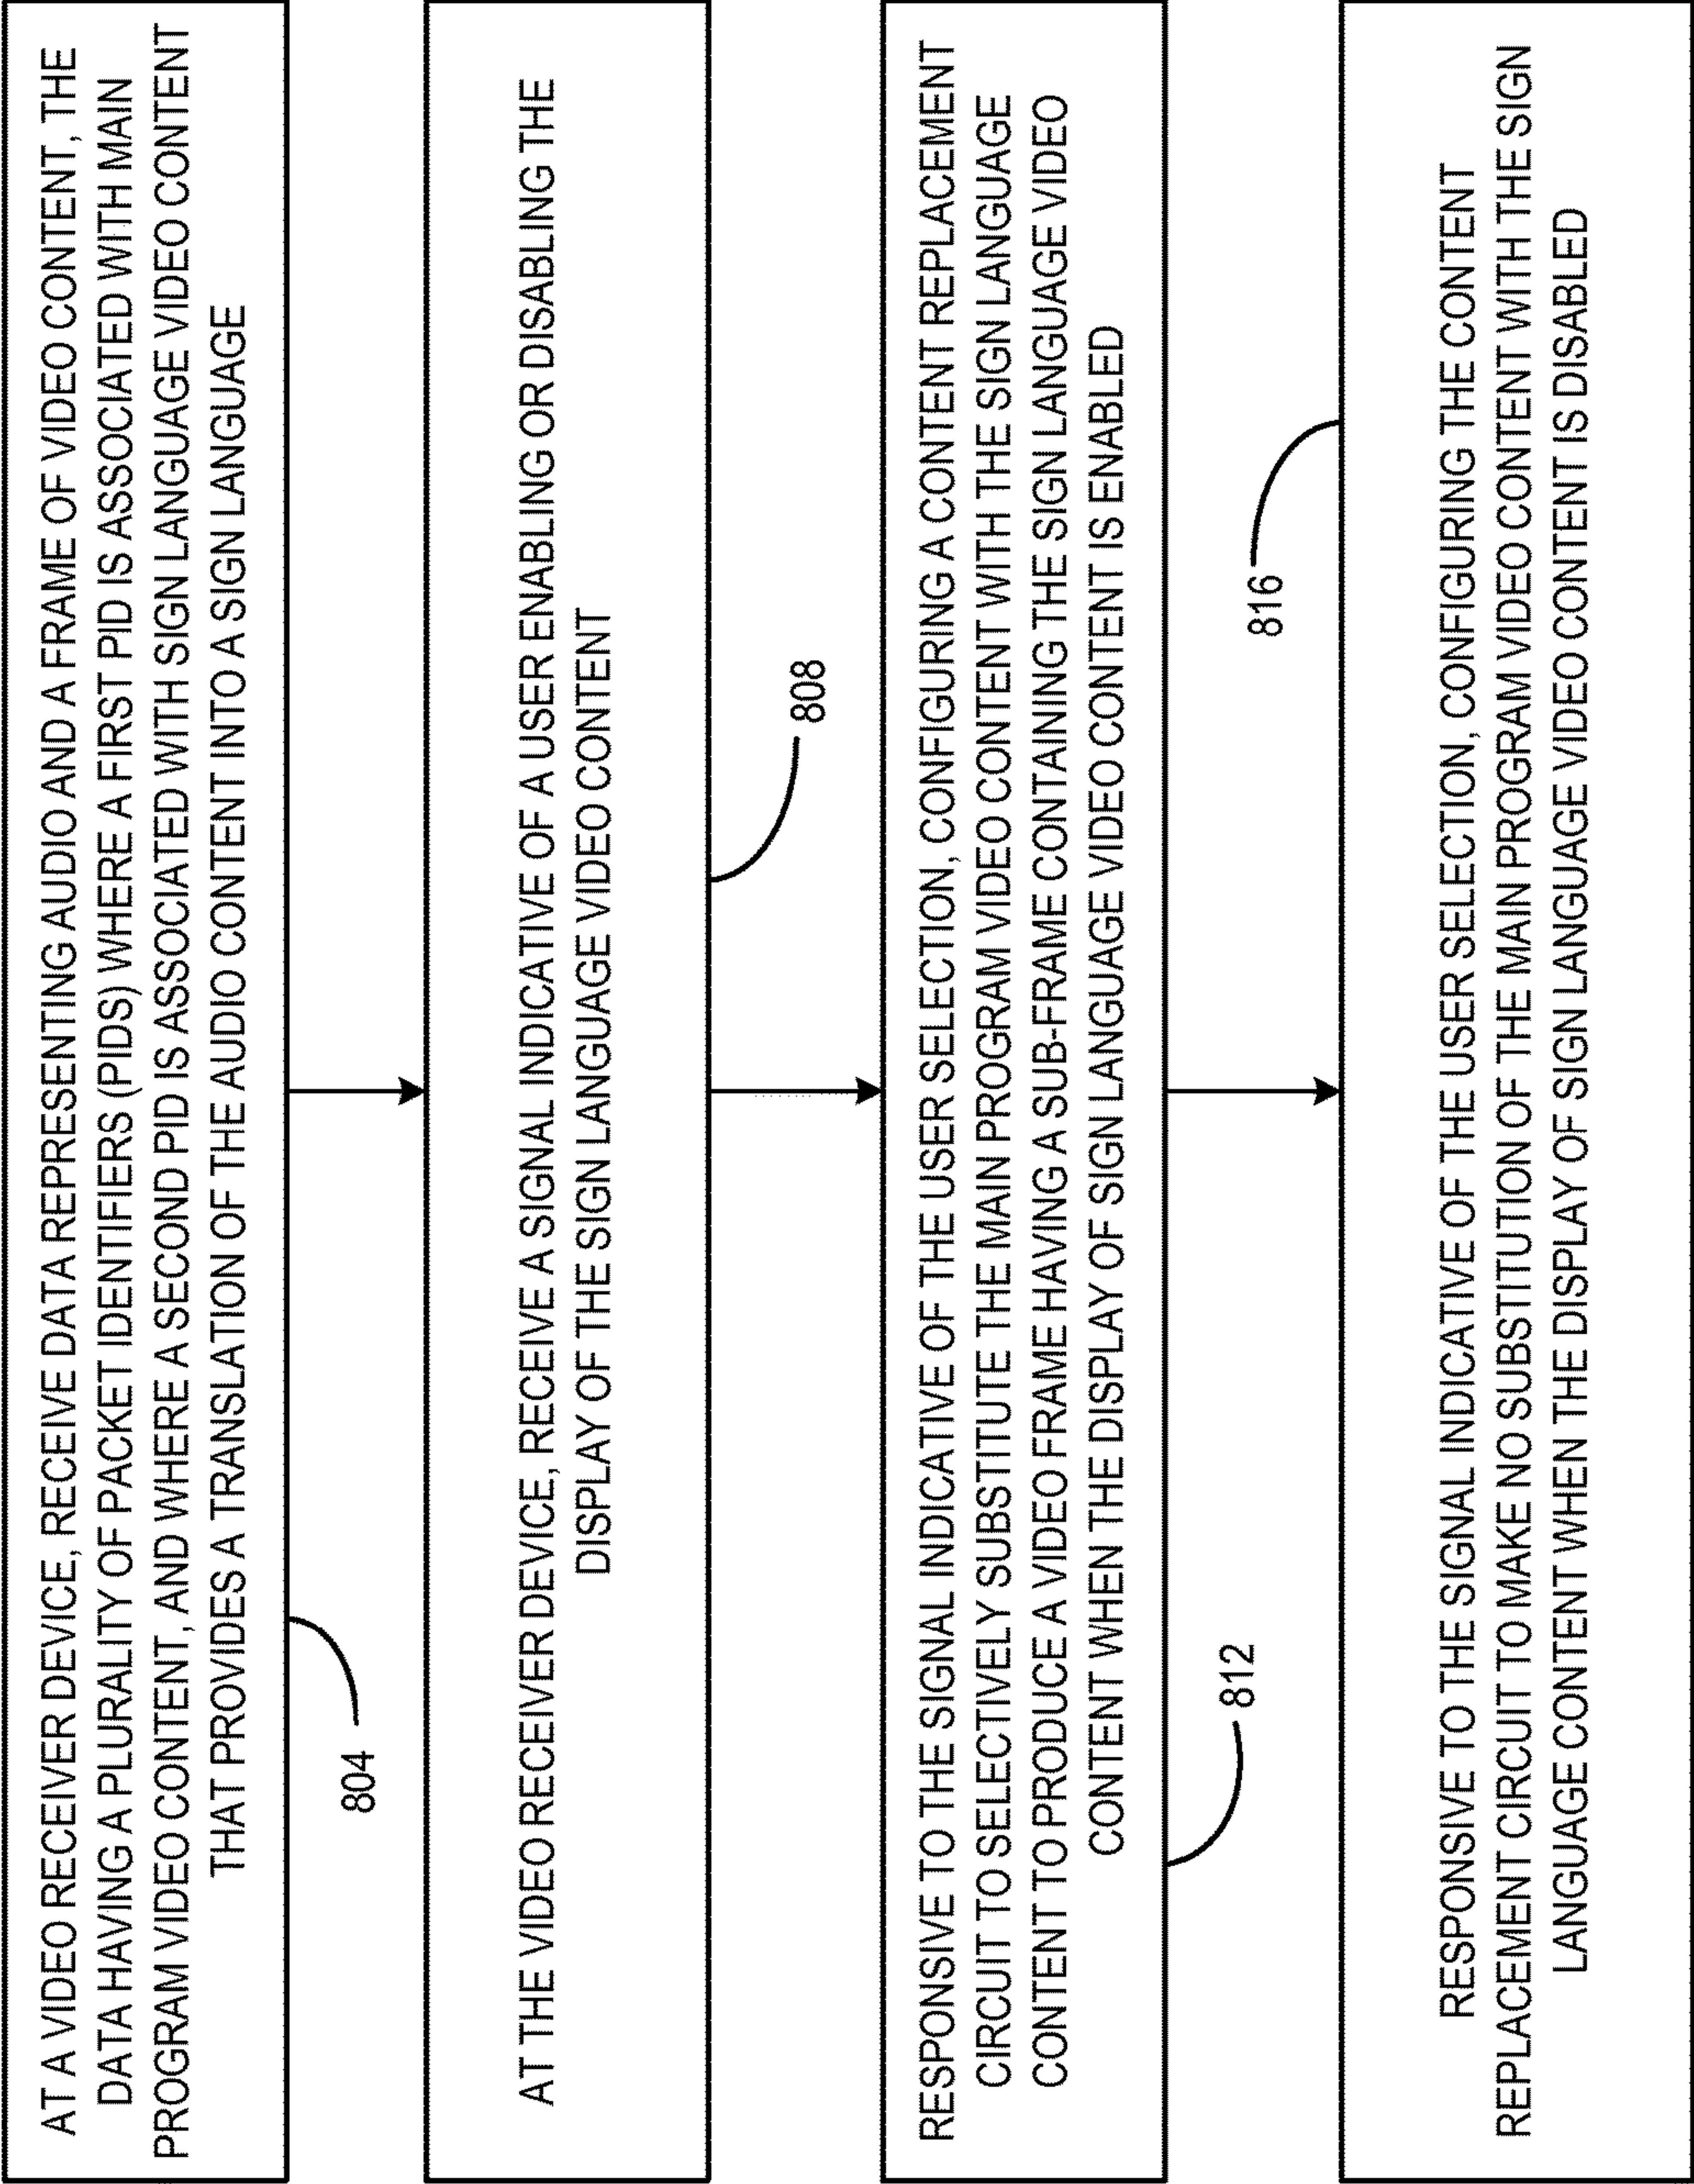 AT A VIDEO RECEIVER DEVICE, RECEIVE DATA REPRESENTING AUDIO AND A FRAME OF VIDEO CONTENT, THE
DATA HAVING A PLURALITY OF PACKET IDENTIFIERS (PIDS) WHERE A FIRST PID IS ASSOCIATED WITH MAIN
PROGRAM VIDEO CONTENT, AND WHERE A SECOND PID IS ASSOCIATED WITH SIGN LANGUAGE VIDEO CONTENT
THAT PROVIDES A TRANSLATION OF THE AUDIO CONTENT INTO A SIGN LANGUAGE
804
AT THE VIDEO RECEIVER DEVICE, RECEIVE A SIGNAL INDICATIVE OF A USER ENABLING OR DISABLING THE
DISPLAY OF THE SIGN LANGUAGE VIDEO CONTENT
808
RESPONSIVE TO THE SIGNAL INDICATIVE OF THE USER SELECTION, CONFIGURING A CONTENT REPLACEMENT
CIRCUIT TO SELECTIVELY SUBSTITUTE THE MAIN PROGRAM VIDEO CONTENT WITH THE SIGN LANGUAGE
CONTENT TO PRODUCE A VIDEO FRAME HAVING A SUB-FRAME CONTAINING THE SIGN LANGUAGE VIDEO
CONTENT WHEN THE DISPLAY OF SIGN LANGUAGE VIDEO CONTENT IS ENABLED
812
816
RESPONSIVE TO THE SIGNAL INDICATIVE OF THE USER SELECTION, CONFIGURING THE CONTENT
REPLACEMENT CIRCUIT TO MAKE NO SUBSTITUTION OF THE MAIN PROGRAM VIDEO CONTENT WITH THE SIGN
LANGUAGE CONTENT WHEN THE DISPLAY OF SIGN LANGUAGE VIDEO CONTENT IS DISABLED